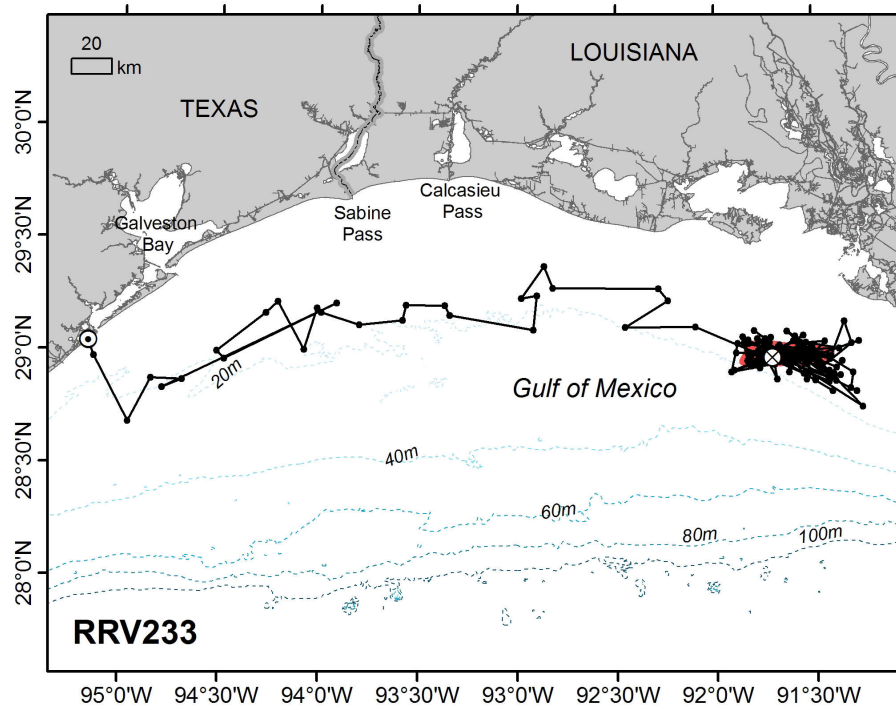 20
km
LOUISIANA
TEXAS
Calcasieu
Pass
Sabine
Pass
Galveston
Bay
20m
Gulf of Mexico
40m
60m
80m
100m
RRV233
30°0'N
29°30'N
29°0'N
28°30'N
28°0'N
95°0'W
94°30'W
94°0'W
93°30'W
93°0'W
92°30'W
92°0'W
91°30'W